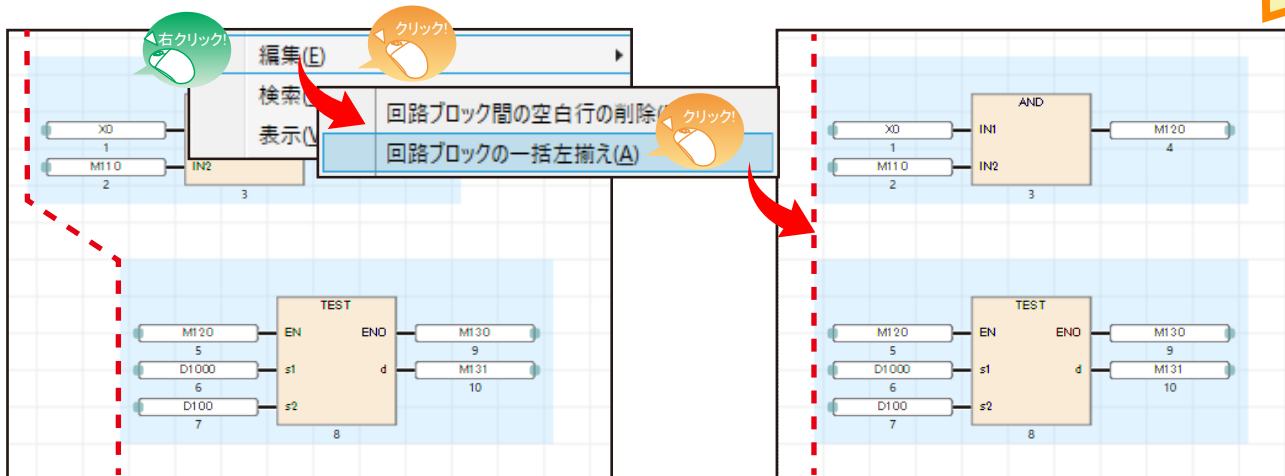 右クリック!
クリック!
編集(E)
検索(
表示(V
回路ブロック間の空白行の削除(
クリック!
回路ブロックの一括左揃え(A)
X0
1
M110
2
IN2
3
M120
5
D1000
6
D100
7
TEST
EN
ENO
s1
d
s2
8
M130
9
M131
10
X0
1
M110
2
AND
IN1
IN2
3
M120
4
M120
5
D1000
6
D100
7
TEST
EN
ENO
s1
d
s2
8
M130
9
M131
10